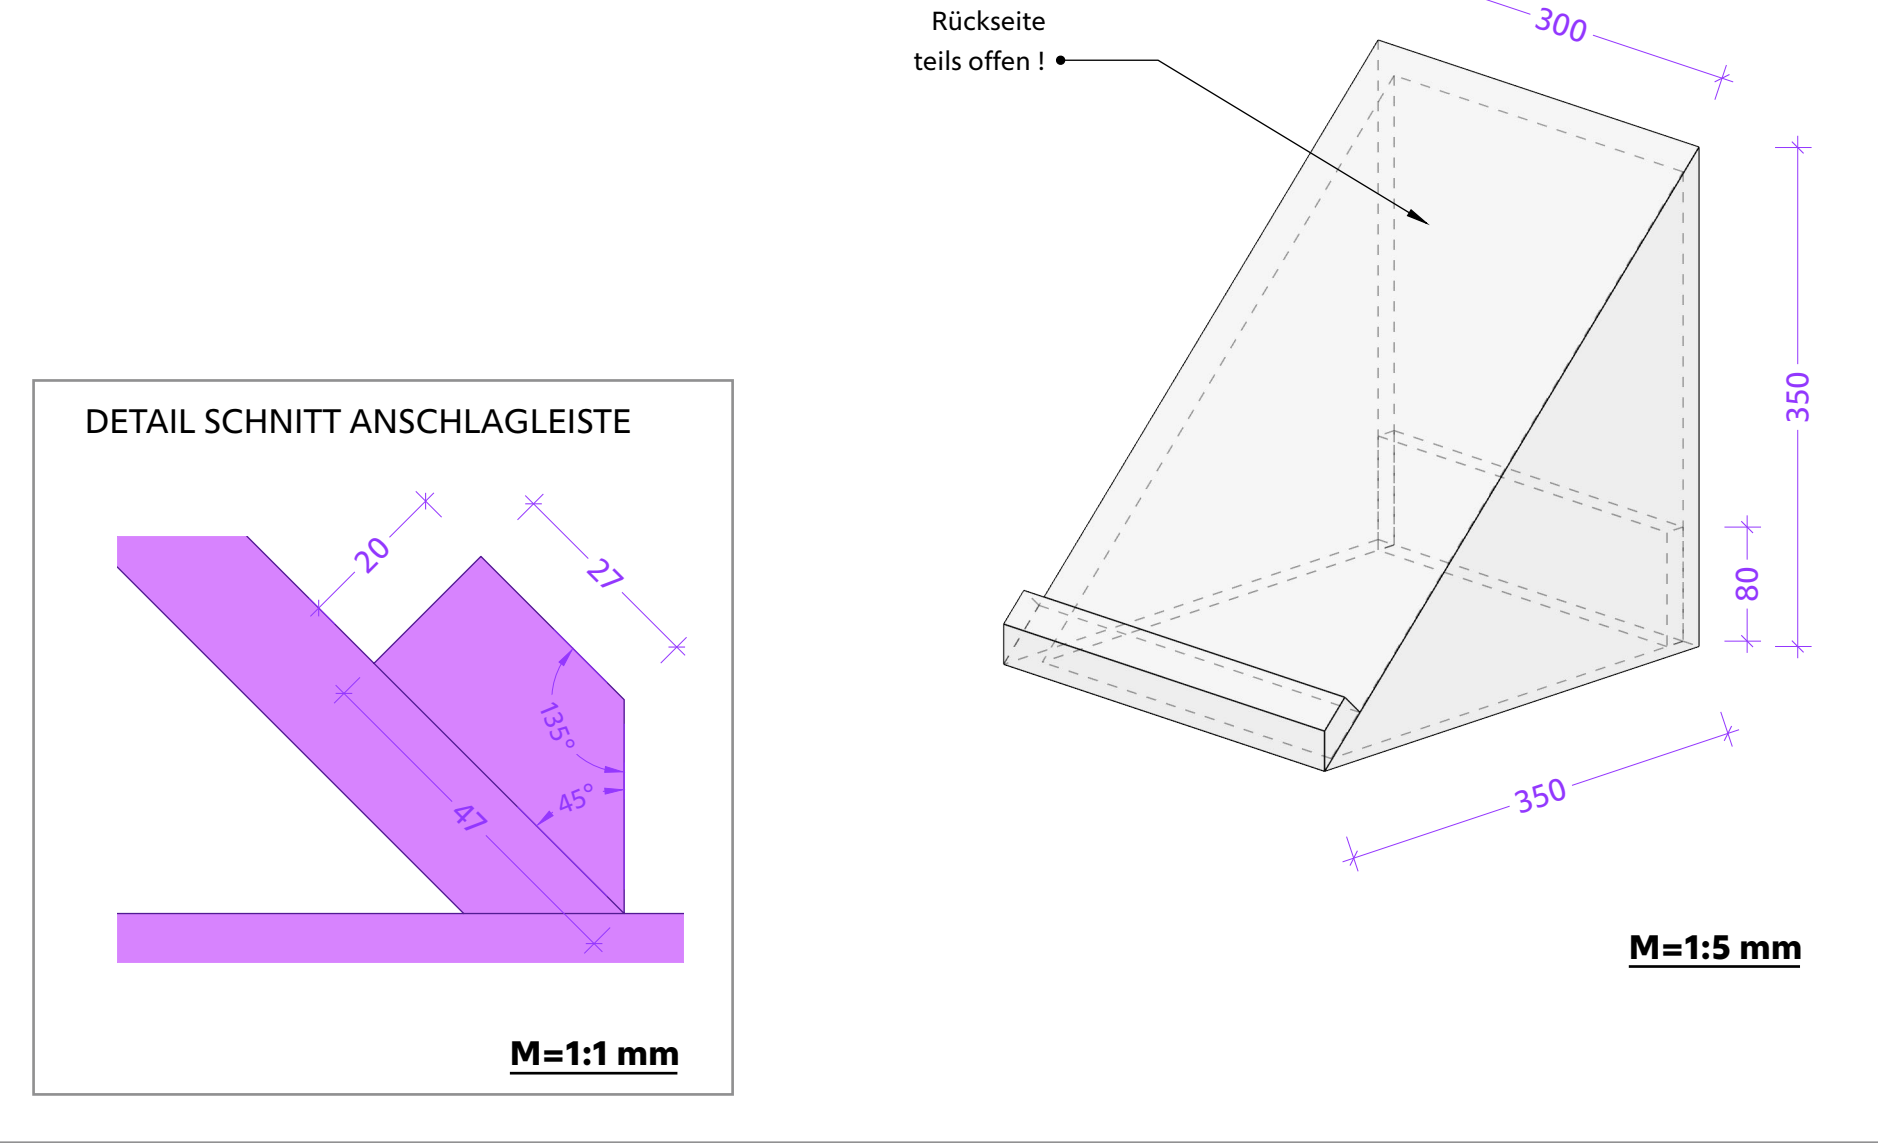 Rückseite
teils offen !
300
350
80
350
M=1:5 mm
DETAIL SCHNITT ANSCHLAGLEISTE
20
27
135°
45°
47
M=1:1 mm